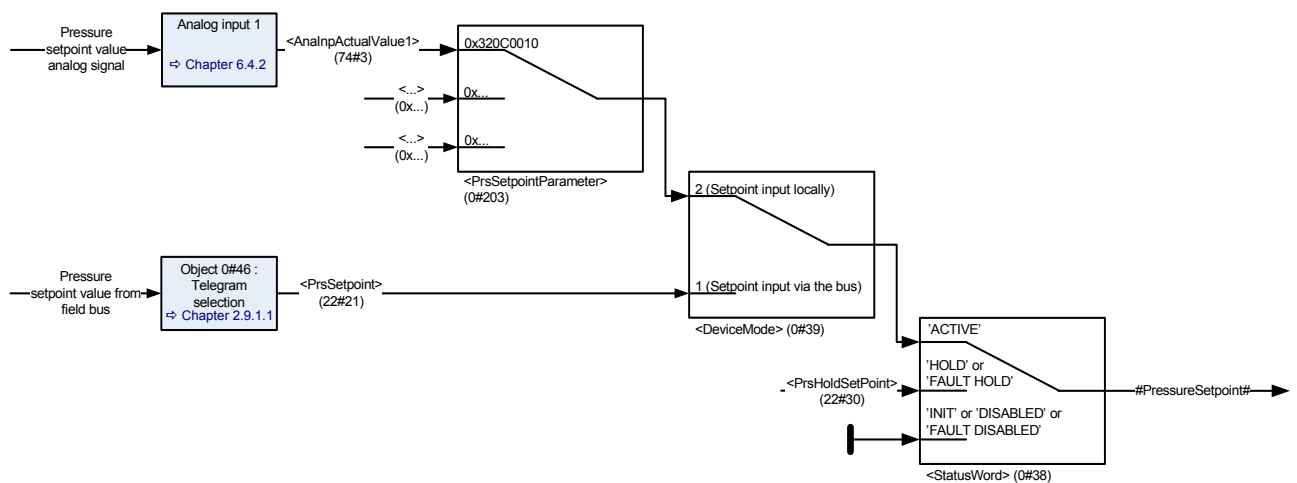 Pressure
setpoint value
analog signal
Analog input 1
⇨ Chapter 6.4.2
<AnaInpActualValue1>
(74#3)
0x320C0010
<...>
(0x...)
0x...
<...>
(0x...)
0x...
<PrsSetpointParameter>
(0#203)
2 (Setpoint input locally)
Pressure
setpoint value from
field bus
Object 0#46 :
Telegram
selection
⇨ Chapter 2.9.1.1
<PrsSetpoint>
(22#21)
1 (Setpoint input via the bus)
<DeviceMode> (0#39)
'ACTIVE'
<PrsHoldSetPoint>
(22#30)
'HOLD' or
'FAULT HOLD'
#PressureSetpoint#
'INIT' or 'DISABLED' or
'FAULT DISABLED'
<StatusWord> (0#38)